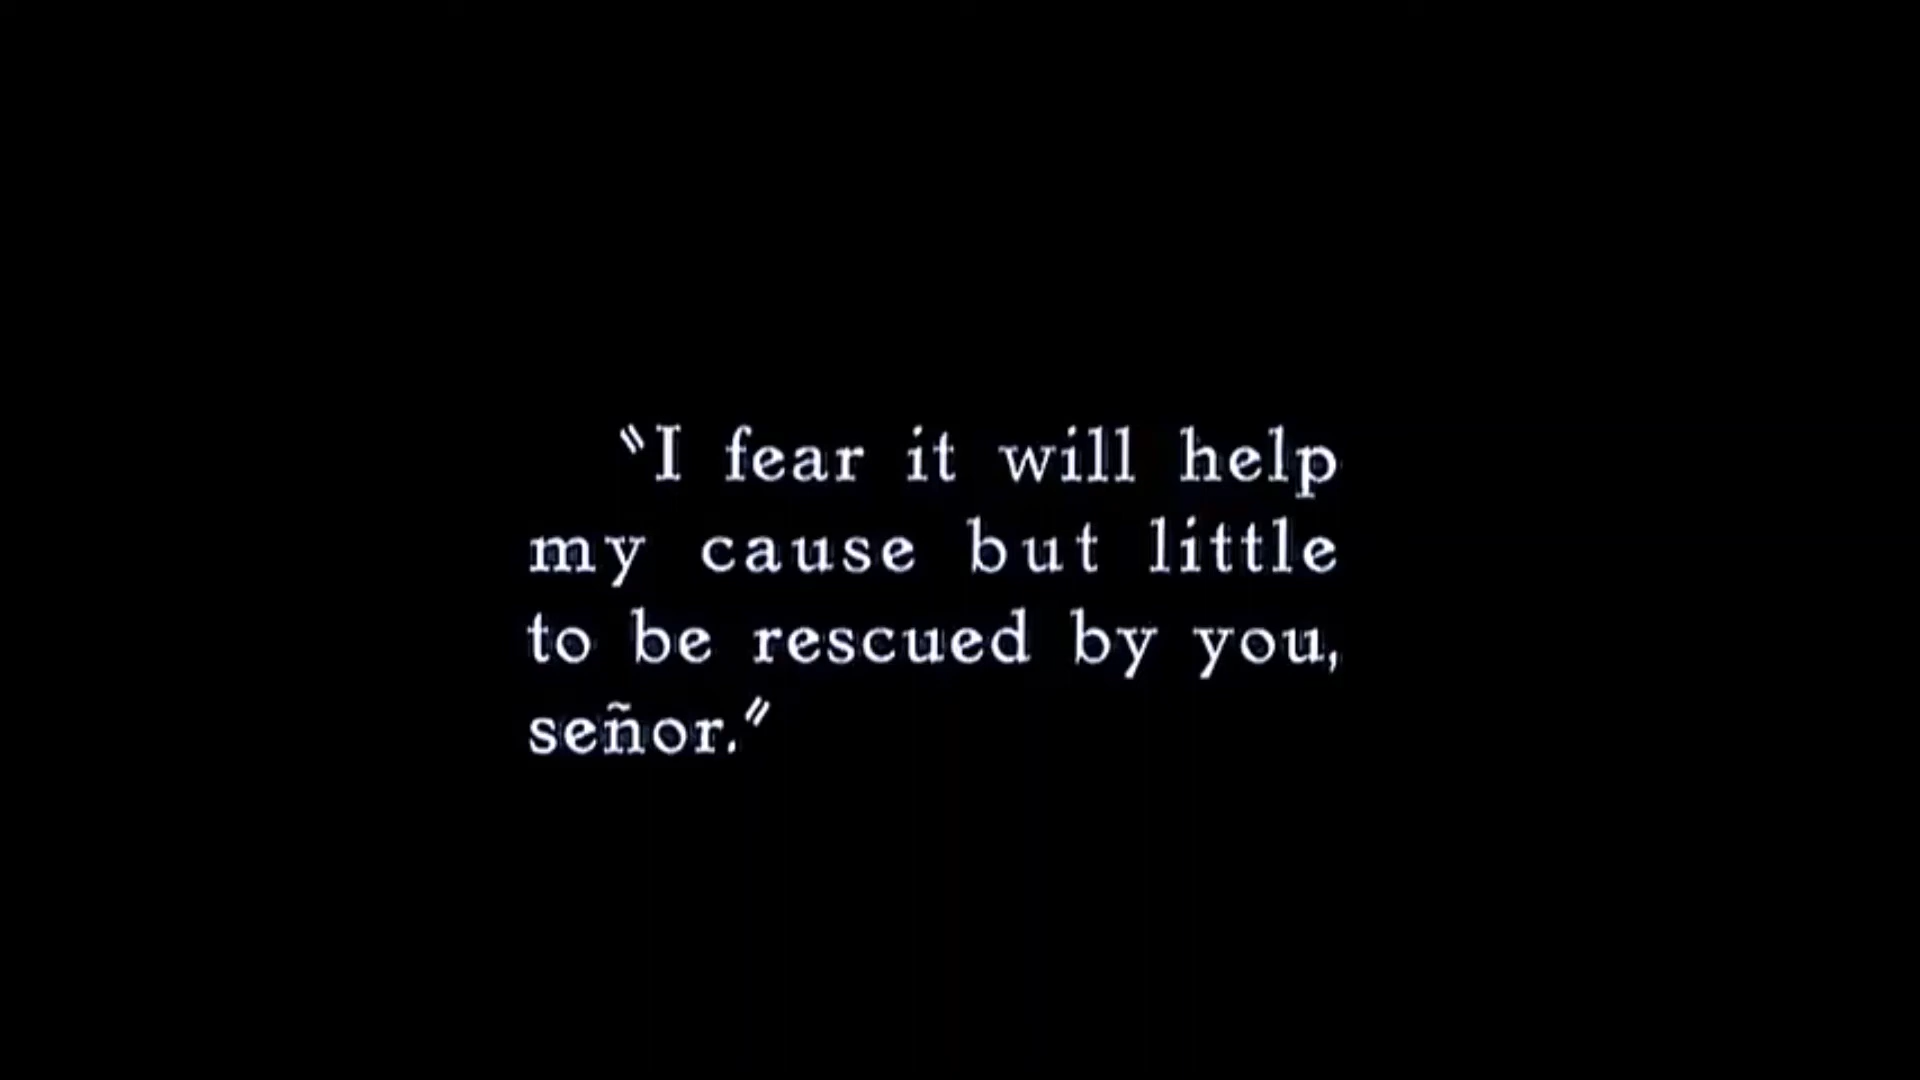 "I fear it will help
my cause but little
to be rescued by you,
señor."